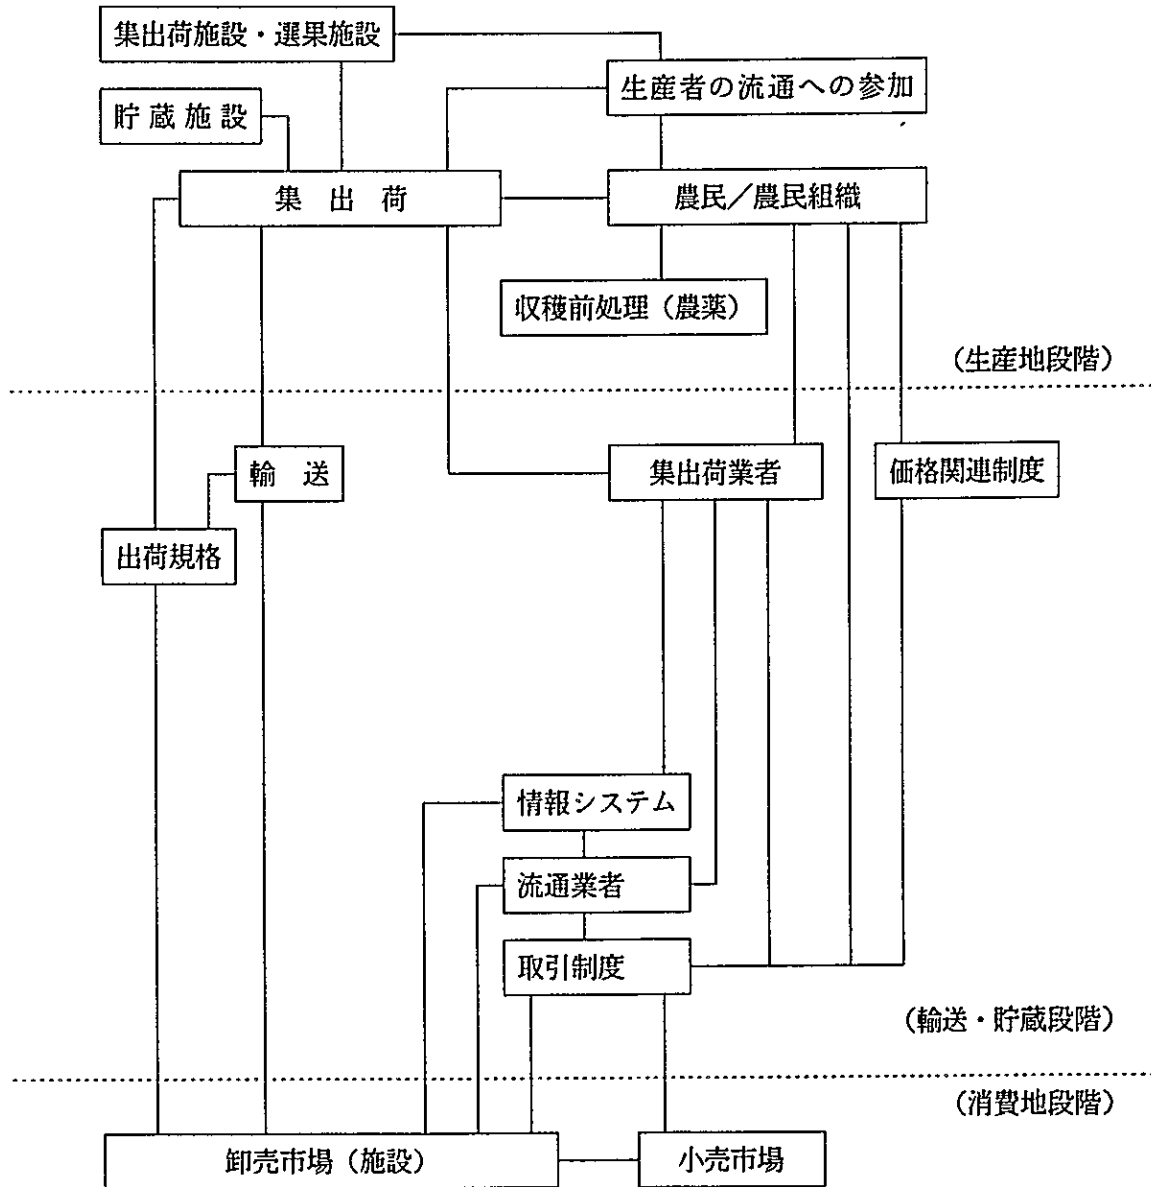 集出荷施設・選果施設
生産者の流通への参加
貯蔵施設
集出荷
農民／農民組織
収穫前処理（農薬）
（生産地段階）
輸送
集出荷業者
価格関連制度
出荷規格
情報システム
流通業者
取引制度
（輸送・貯蔵段階）
（消費地段階）
卸売市場（施設）
小売市場